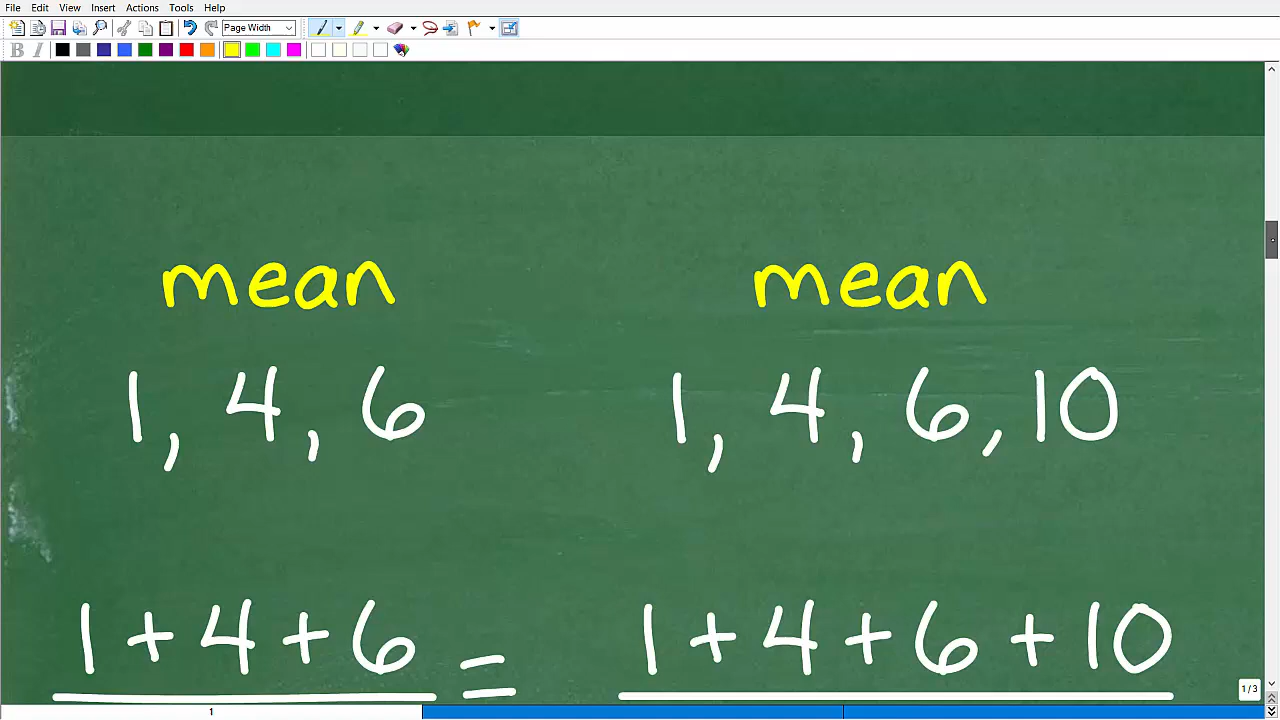 File Edit View Insert Actions Tools Help
Page Width
B I
mean
1, 4, 6
1 + 4 + 6 =
mean
1, 4, 6, 10
1 + 4 + 6 + 10
1 / 3
1